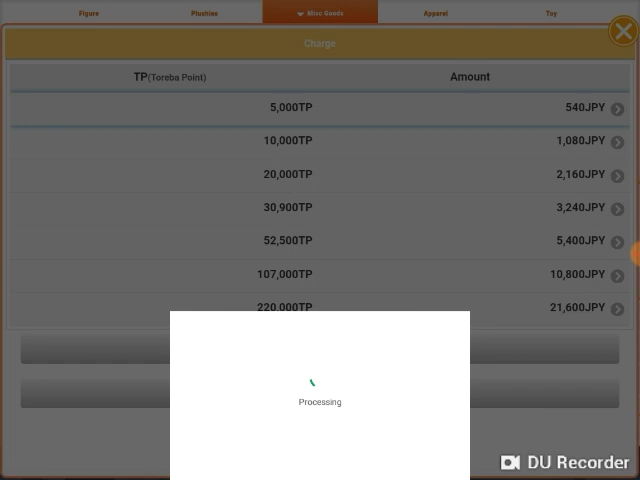 Figure Plushies Misc Goods Apparel Toy
Charge
TP(Toreba Point) Amount
5,000TP 540JPY
10,000TP 1,080JPY
20,000TP 2,160JPY
30,900TP 3,240JPY
52,500TP 5,400JPY
107,000TP 10,800JPY
220,000TP 21,600JPY
Processing
DU Recorder